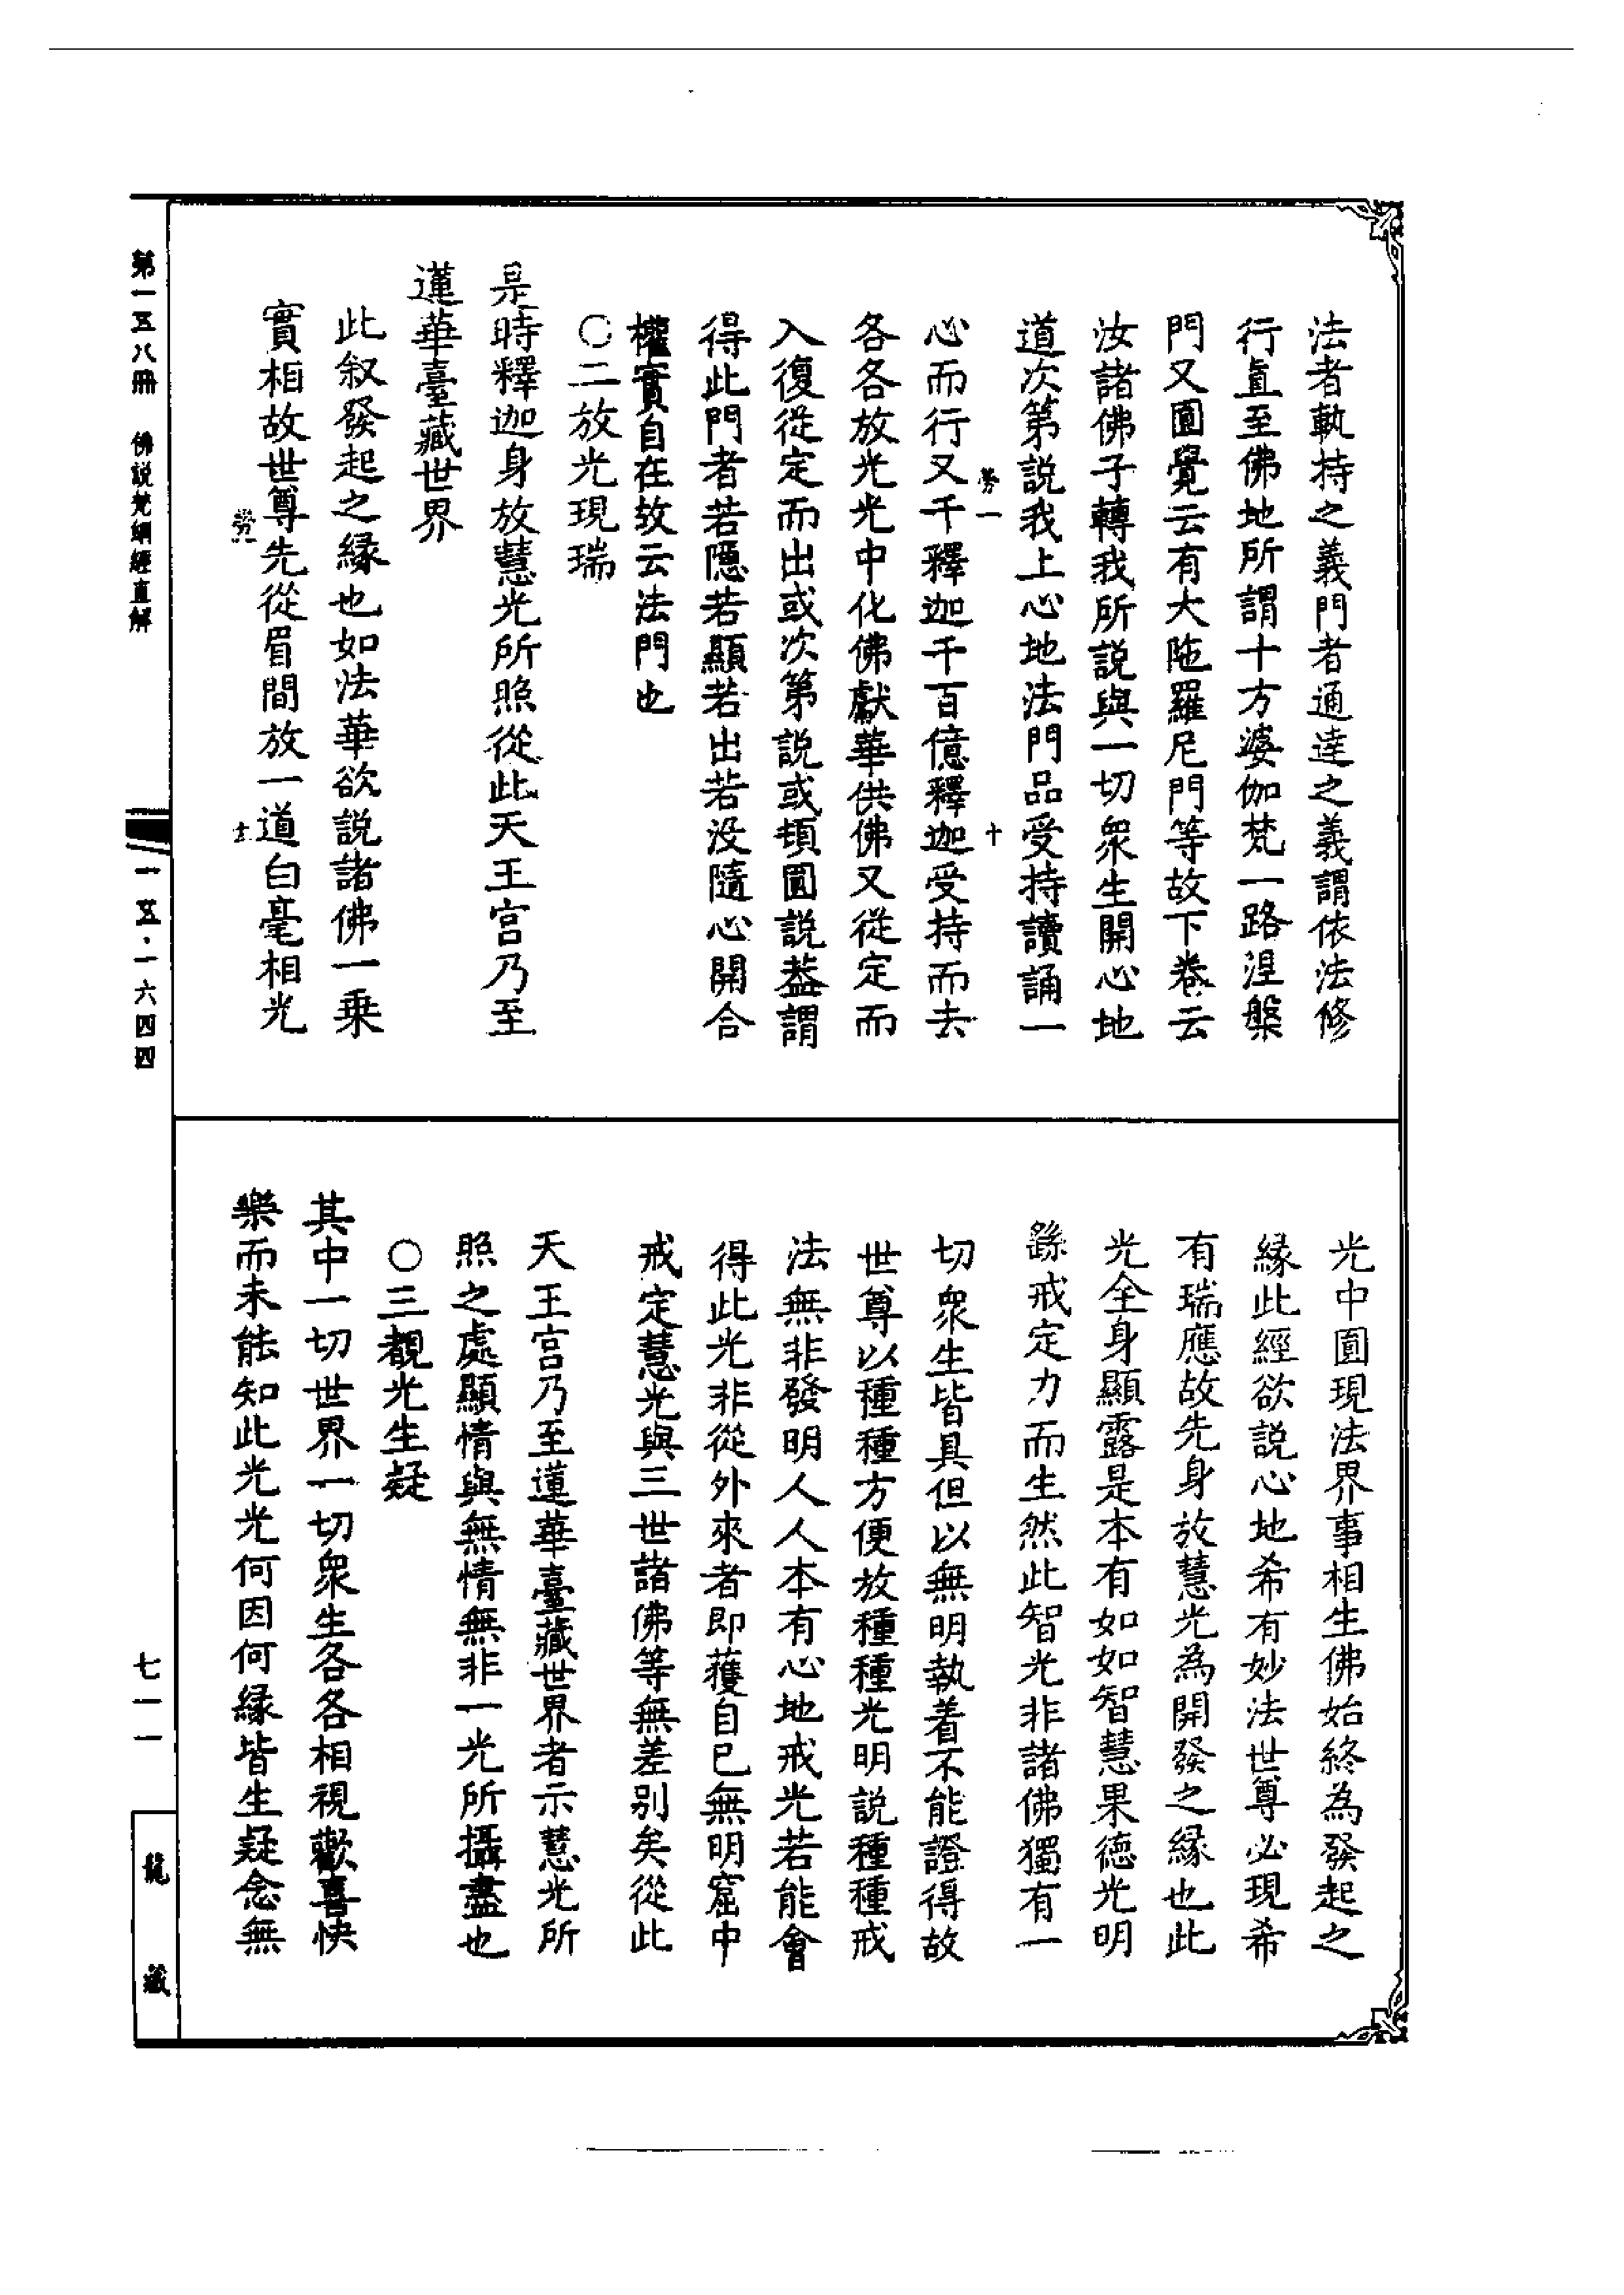 法者軌持之義門者通達之義謂依法修
行直至佛地所謂十方婆伽梵一路涅槃
門又圓覺云有大陁羅尼門等故下卷云
汝諸佛子轉我所説與一切衆生開心地
道次第説我上心地法門品受持讀誦一
勞一
十
心而行又千釋迦千百億釋迦受持而去
各各放光光中化佛獻華供佛又從定而
入復從定而出或次第説或頓圓説葢謂
得此門者若隱若顯若出若没隨心開合
權實自在故云法門也
○二放光現瑞
是時釋迦身放慧光所照從此天王宮乃至
蓮華臺藏世界
此叙發起之緣也如法華欲説諸佛一乗
實相故世尊先從眉間放一道白毫相光
光中圓現法界事相生佛始終為發起之
緣此經欲説心地希有妙法世尊必現希
有瑞應故先身放慧光為開發之緣也此
光全身顯露是本有如如智慧果德光明
繇戒定力而生然此智光非諸佛獨有一
切衆生皆具但以無明執着不能證得故
世尊以種種方便放種種光明説種種戒
法無非發明人人本有心地戒光若能會
得此光非從外來者即獲自已無明窟中
戒定慧光與三世諸佛等無差别矣從此
天王宮乃至蓮華臺藏世界者示慧光所
照之處顯情與無情無非一光所攝盡也
○三覩光生疑
其中一切世界一切衆生各各相視歡喜快
樂而未能知此光光何因何緣皆生疑念無
第一五八冊　佛説梵網經直解
一五·一六四四
七一一
龍藏